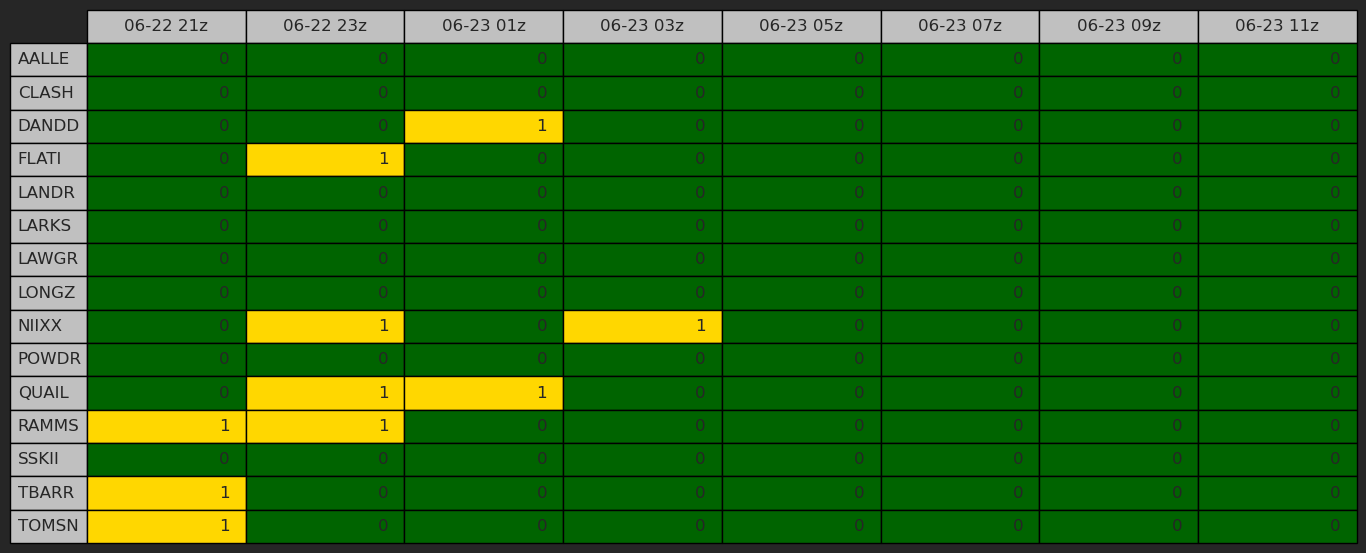 06-22 21z 06-22 23z 06-23 01z 06-23 03z 06-23 05z 06-23 07z 06-23 09z 06-23 11z
AALLE 0 0 0 0 0 0 0 0
CLASH 0 0 0 0 0 0 0 0
DANDD 0 0 1 0 0 0 0 0
FLATI 0 1 0 0 0 0 0 0
LANDR 0 0 0 0 0 0 0 0
LARKS 0 0 0 0 0 0 0 0
LAWGR 0 0 0 0 0 0 0 0
LONGZ 0 0 0 0 0 0 0 0
NIIXX 0 1 0 1 0 0 0 0
POWDR 0 0 0 0 0 0 0 0
QUAIL 0 1 1 0 0 0 0 0
RAMMS 1 1 0 0 0 0 0 0
SSKII 0 0 0 0 0 0 0 0
TBARR 1 0 0 0 0 0 0 0
TOMSN 1 0 0 0 0 0 0 0